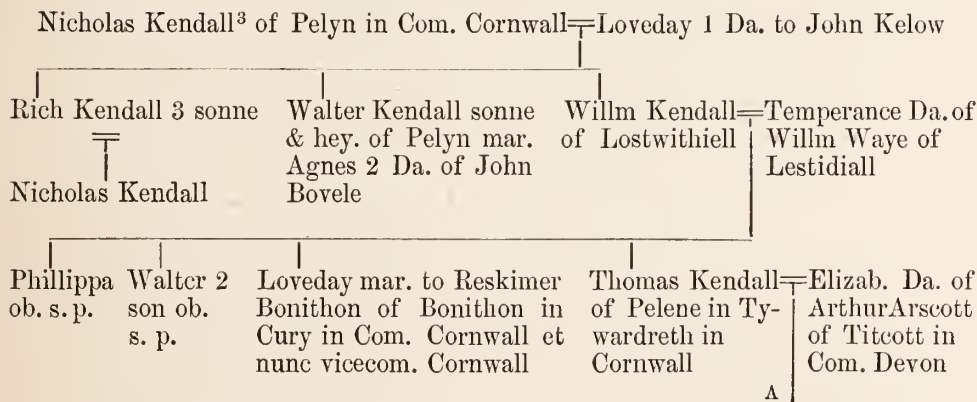 Nicholas Kendall³ of Pelyn in Com. Cornwall=Loveday 1 Da. to John Kelow
Rich Kendall 3 sonne
Nicholas Kendall
Walter Kendall sonne
& hey. of Pelyn mar.
Agnes 2 Da. of John
Bovele
Willm Kendall=
of Lostwithiell
Temperance Da. of
Willm Waye of
Lestidiall
Phillippa
ob. s. p.
Walter 2
son ob.
s. p.
Loveday mar. to Reskimer
Bonithon of Bonithon in
Cury in Com. Cornwall et
nunc vicecom. Cornwall
Thomas Kendall=
of Pelene in Ty-
wardreth in
Cornwall
Elizab. Da. of
Arthur Arscott
of Titcott in
Com. Devon
A